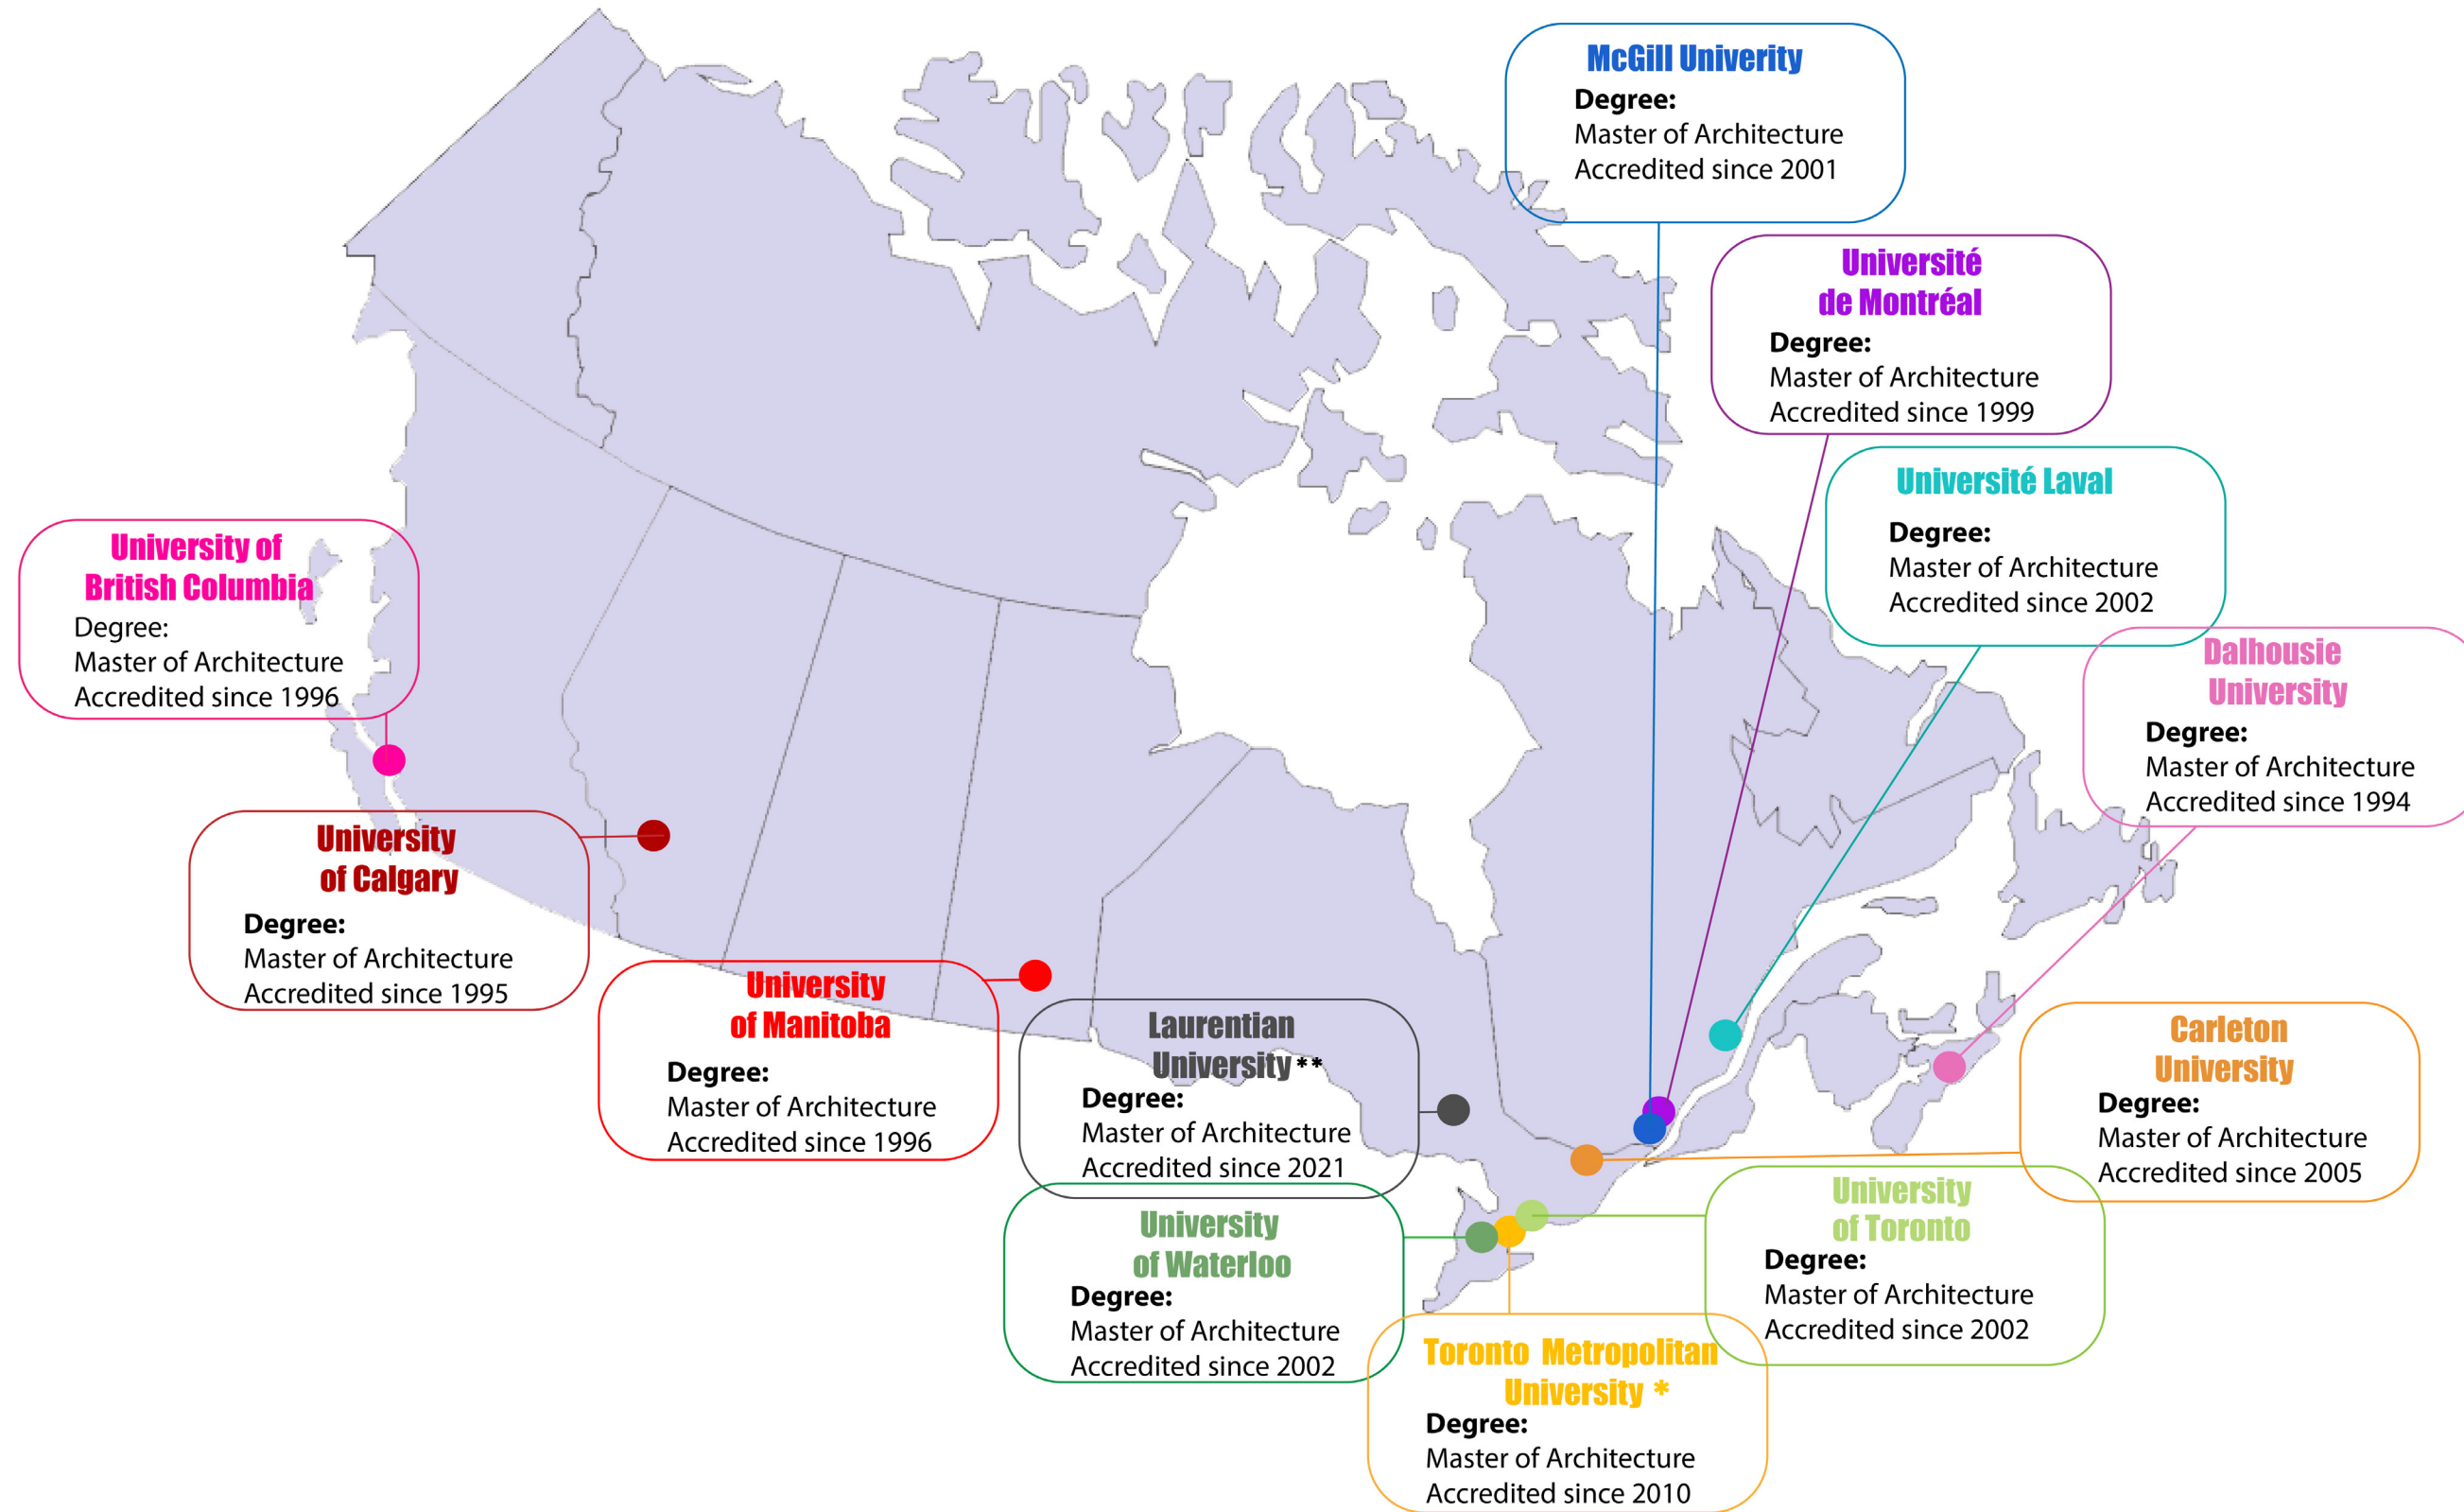 McGill Univerity
Degree:
Master of Architecture
Accredited since 2001
Université
de Montréal
Degree:
Master of Architecture
Accredited since 1999
Université Laval
Degree:
Master of Architecture
Accredited since 2002
University of
British Columbia
Degree:
Master of Architecture
Accredited since 1996
Dalhousie
University
Degree:
Master of Architecture
Accredited since 1994
University
of Calgary
Degree:
Master of Architecture
Accredited since 1995
University
of Manitoba
Degree:
Master of Architecture
Accredited since 1996
Laurentian
University**
Degree:
Master of Architecture
Accredited since 2021
Carleton
University
Degree:
Master of Architecture
Accredited since 2005
University
of Waterloo
Degree:
Master of Architecture
Accredited since 2002
University
of Toronto
Degree:
Master of Architecture
Accredited since 2002
Toronto Metropolitan
University *
Degree:
Master of Architecture
Accredited since 2010